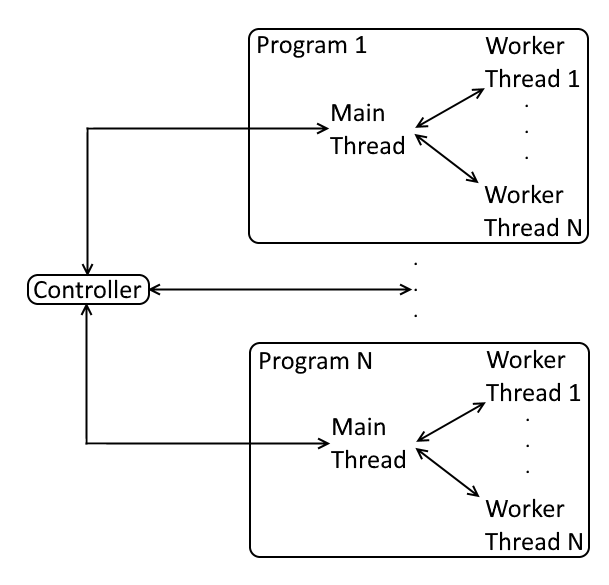 Program 1
Worker
Thread 1
Main
Thread
.
.
.
Worker
Thread N
.
.
.
Controller
Program N
Worker
Thread 1
Main
Thread
.
.
.
Worker
Thread N